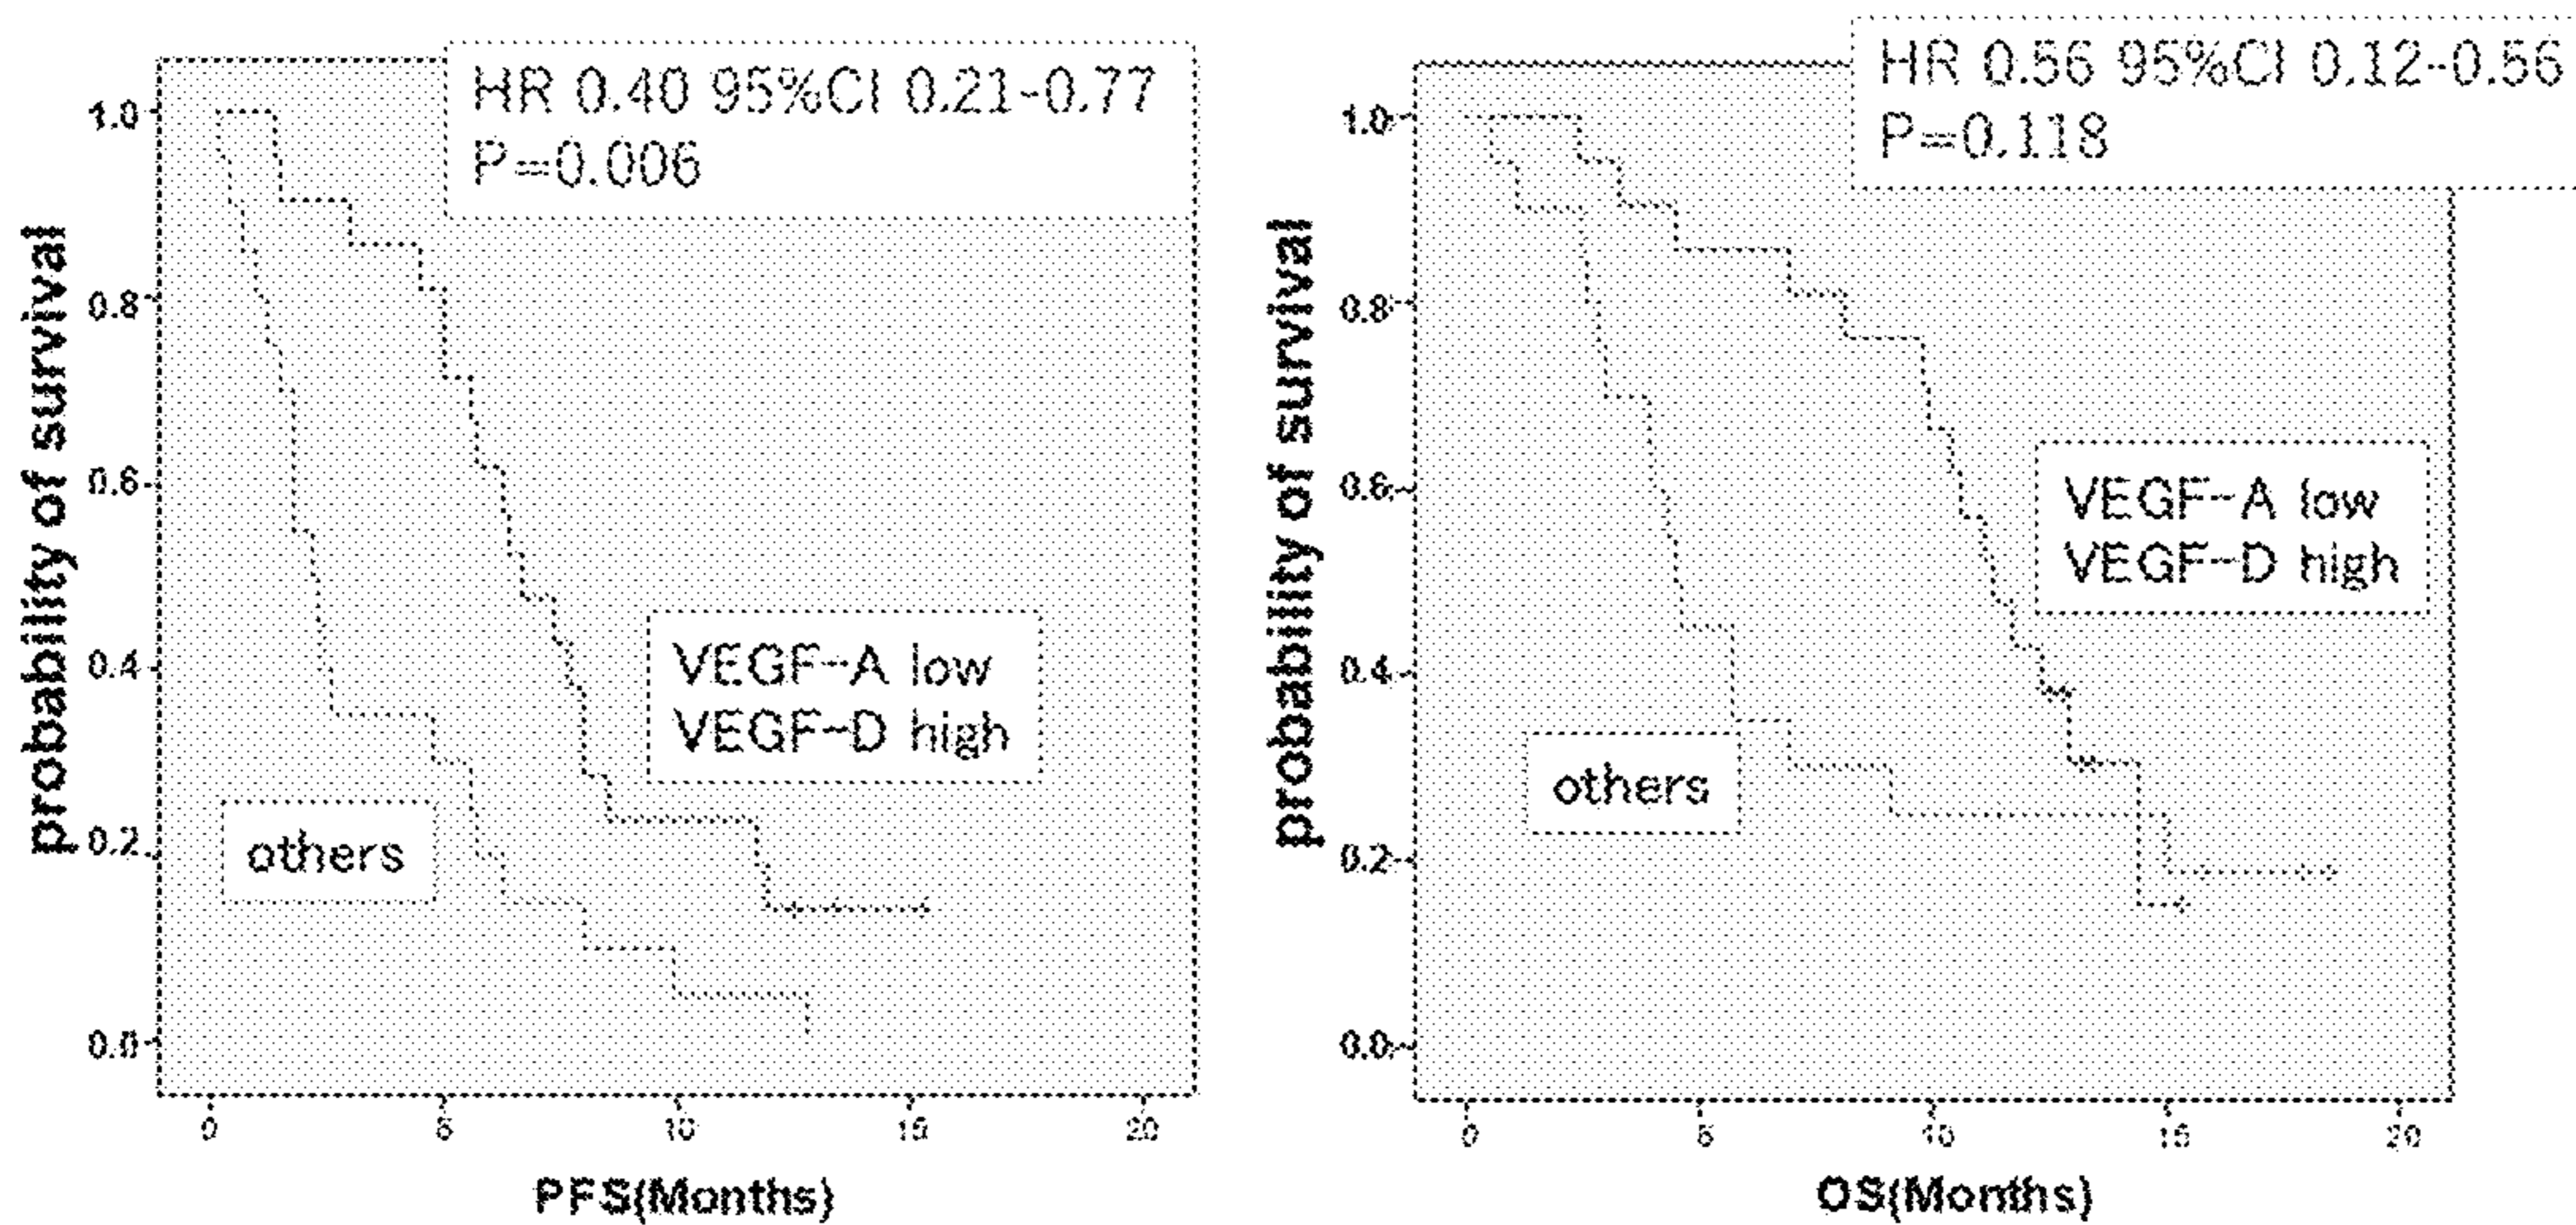 HR 0.40 95%CI 0.21-0.77
P=0.006
probability of survival
1.0
0.8
0.6
0.4
0.2
0.0
VEGF-A low
VEGF-D high
others
0
5
10
15
20
PFS(Months)
HR 0.56 95%CI 0.12-0.56
P=0.118
probability of survival
1.0
0.8
0.6
0.4
0.2
0.0
VEGF-A low
VEGF-D high
others
0
5
10
15
20
OS(Months)